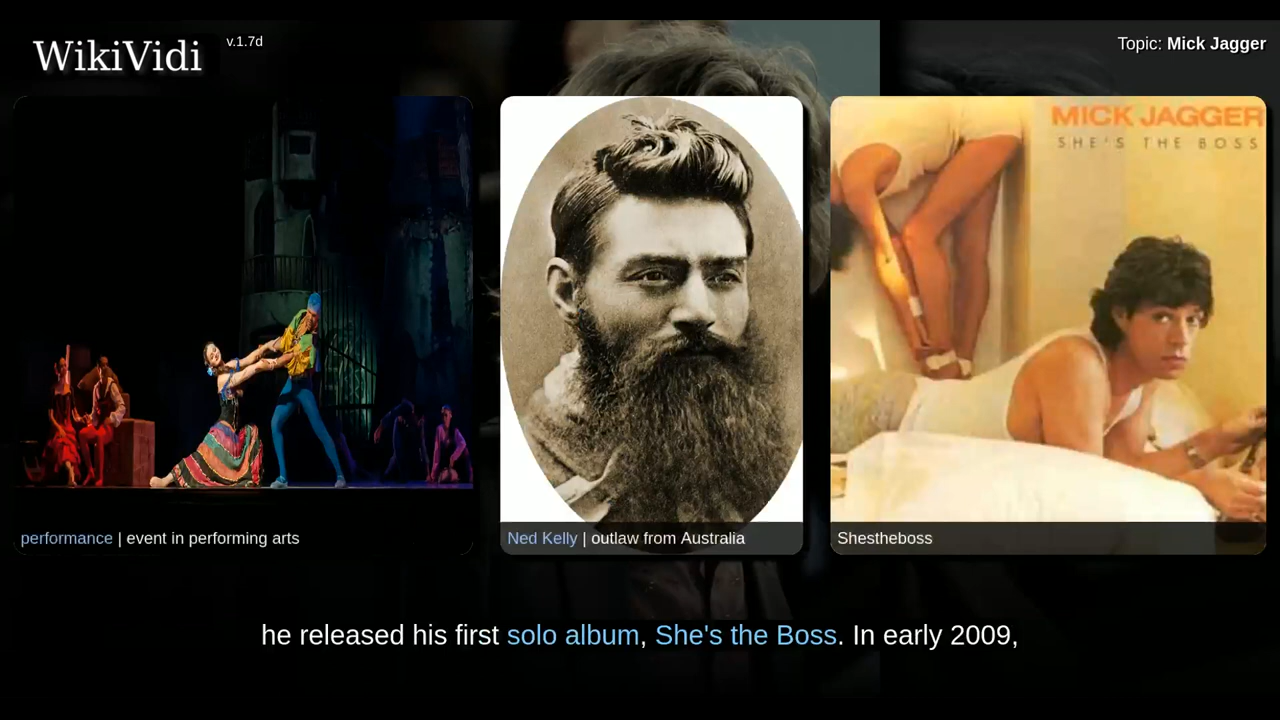 WikiVidi v.1.7d
Topic: Mick Jagger
MICK JAGGER
SHE'S THE BOSS
performance | event in performing arts
Ned Kelly | outlaw from Australia
Shestheboss
he released his first solo album, She's the Boss. In early 2009,